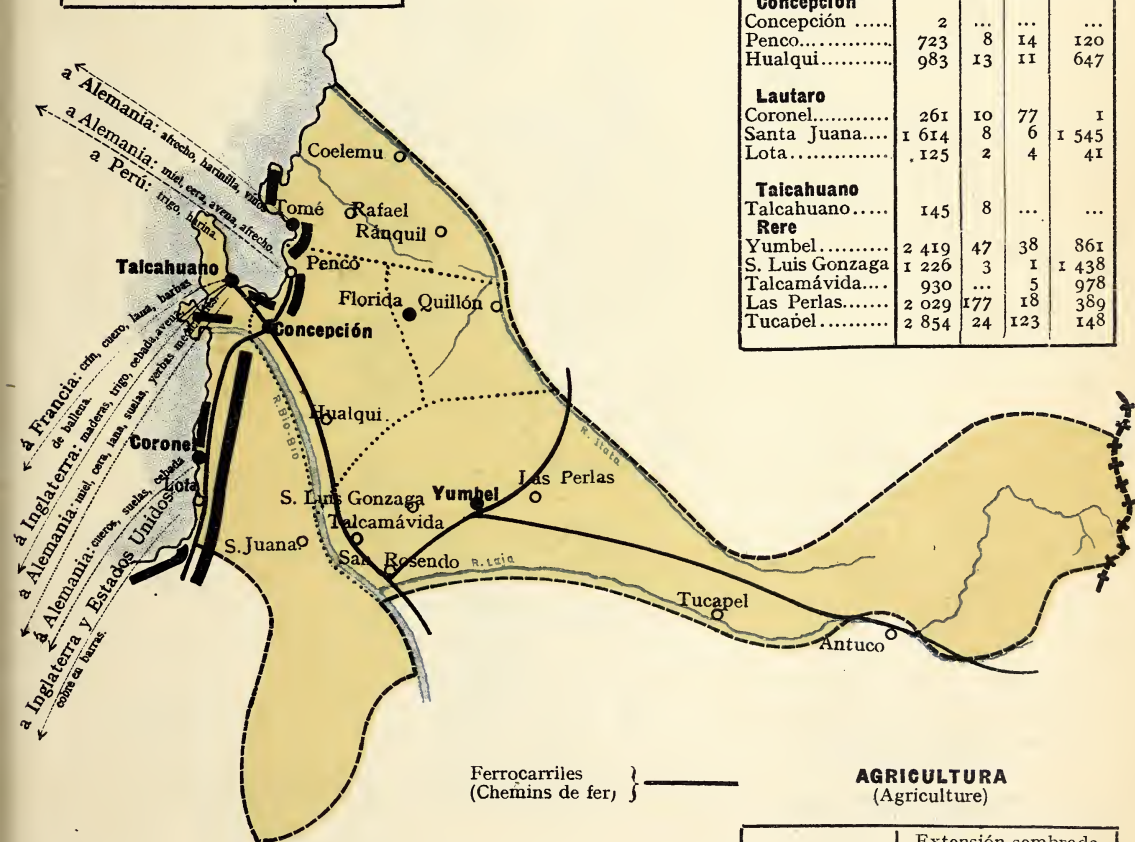 Concepción
Concepción ..... 2 ... ... ...
Penco............. 723 8 14 120
Hualqui.......... 983 13 11 647
Lautaro
Coronel........... 261 10 77 1
Santa Juana.... 1 614 8 6 1 545
Lota.............. 125 2 4 41
Talcahuano
Talcahuano..... 145 8 ... ...
Rere
Yumbel.......... 2 419 47 38 861
S. Luis Gonzaga 1 226 3 1 1 438
Talcamávida.... 930 ... 5 978
Las Perlas....... 2 029 177 18 389
Tucapel.......... 2 854 24 123 148
a Alemania: afrecho, harinilla, vinos
a Alemania: miel, cera, avena, afrecho.
a Perú: trigo, harina.
Coelemu
Tomé
Rafael
Ránquil
Penco
Talcahuano
Florida
Quillón
Concepción
á Francia: crin, cuero, lana, barbas
de ballena.
á Inglaterra: maderas, trigo, cebada, avena
a Alemania: miel, cera, lana, suelas, yerbas
á Alemania: cueros, suelas, cebada
a Inglaterra y Estados Unidos:
cobre en barras.
R. Bio-Bio
Hualqui
R. Itata
Coronel
Lota
Las Perlas
S. Luis Gonzaga
Yumbel
Talcamávida
S. Juana
San Rosendo
R. Laja
Tucapel
Antuco
Ferrocarriles
(Chemins de fer)
AGRICULTURA
(Agriculture)
Extensión sembrada